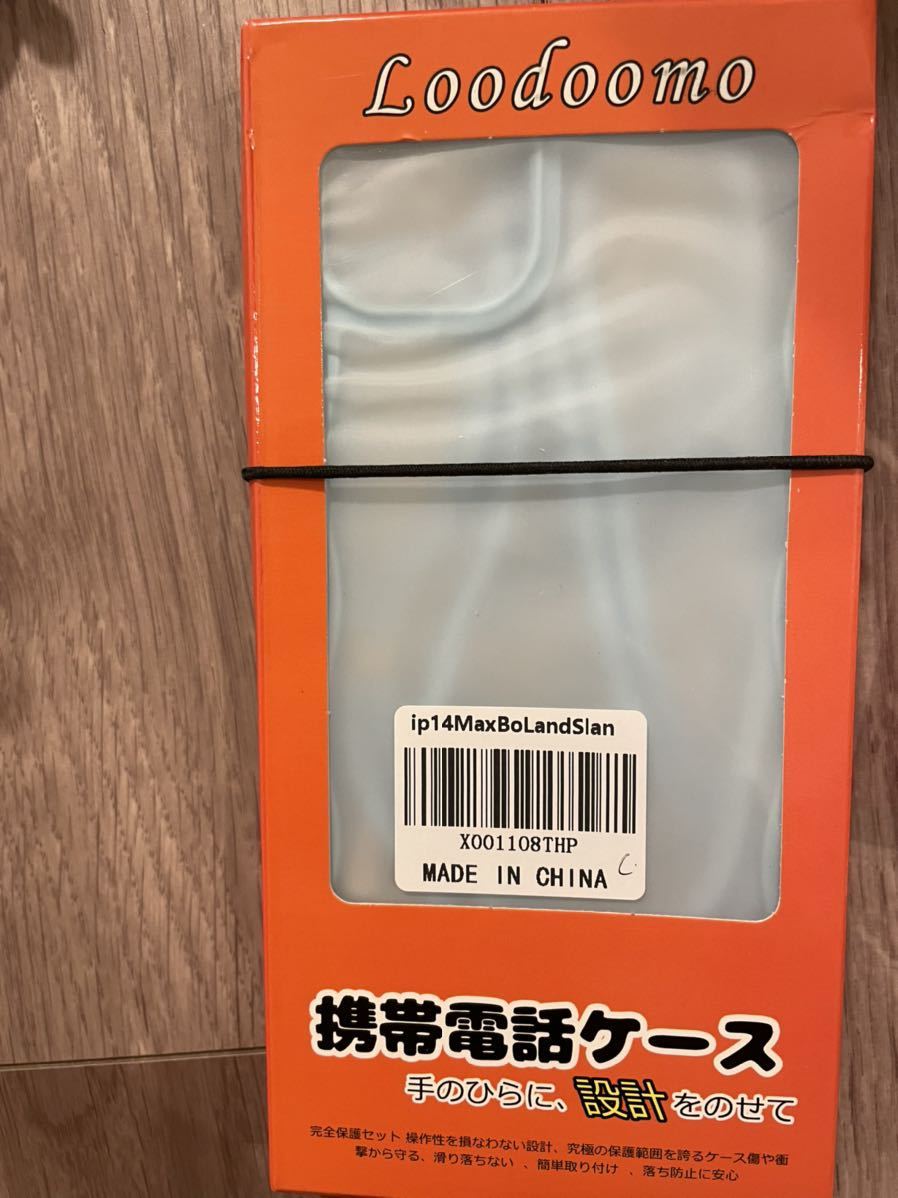 Loodoomo
ip14MaxBoLandSlan
X001108THP
MADE IN CHINA
C
携帯電話ケース
手のひらに、設計をのせて
完全保護セット 操作性を損なわない設計、究極の保護範囲を誇るケース傷や衝
撃から守る、滑り落ちない 、簡単取り付け 、落ち防止に安心